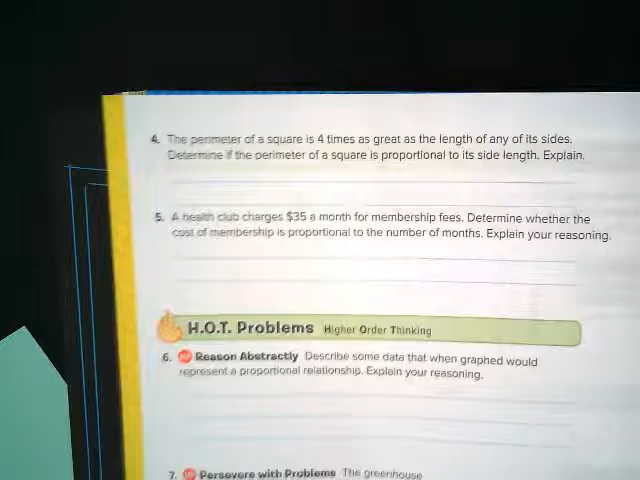 4. The perimeter of a square is 4 times as great as the length of any of its sides.
Determine if the perimeter of a square is proportional to its side length. Explain.
5. A health club charges $35 a month for membership fees. Determine whether the
cost of membership is proportional to the number of months. Explain your reasoning.
H.O.T. Problems Higher Order Thinking
6. MP Reason Abstractly Describe some data that when graphed would
represent a proportional relationship. Explain your reasoning.
7. MP Persevere with Problems The greenhouse